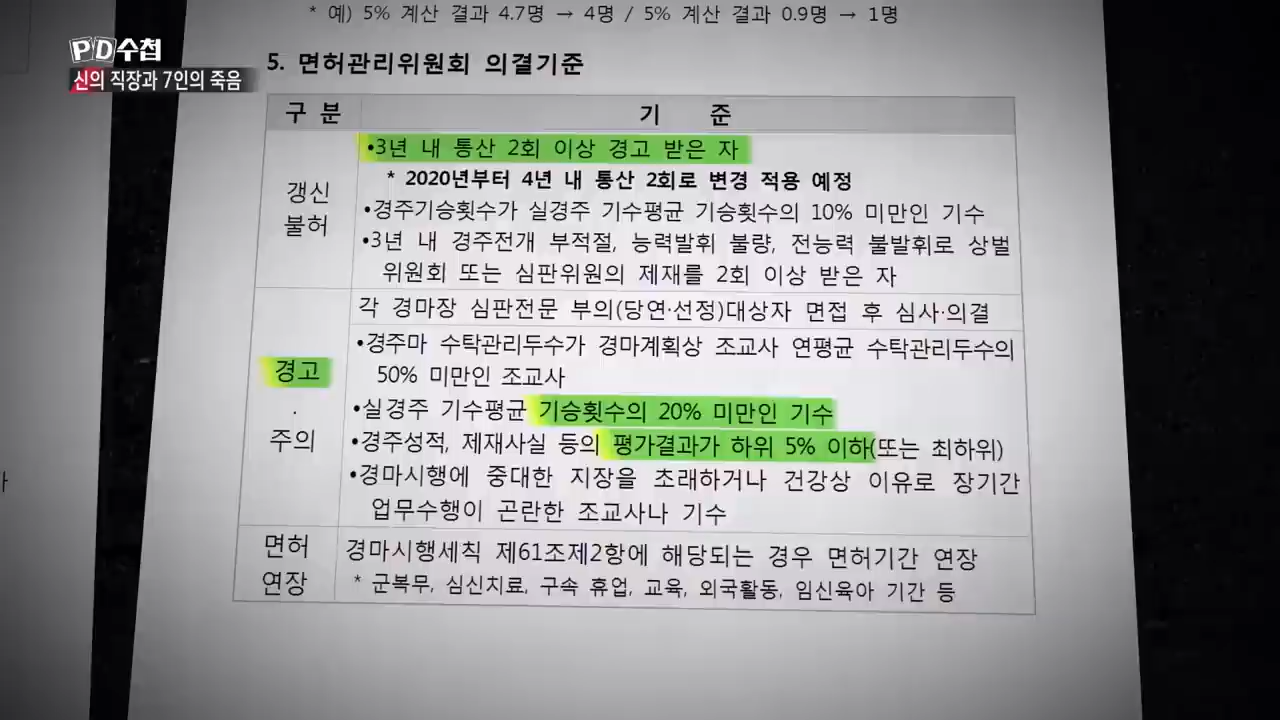 * 예) 5% 계산 결과 4.7명 → 4명 / 5% 계산 결과 0.9명 → 1명
PD수첩
신의 직장과 7인의 죽음
5. 면허관리위원회 의결기준
구 분 기 준
갱신
불허
•3년 내 통산 2회 이상 경고 받은 자
* 2020년부터 4년 내 통산 2회로 변경 적용 예정
•경주기승횟수가 실경주 기수평균 기승횟수의 10% 미만인 기수
•3년 내 경주전개 부적절, 능력발휘 불량, 전능력 불발휘로 상벌
위원회 또는 심판위원의 제재를 2회 이상 받은 자
경고
·
주의
각 경마장 심판전문 부의(당연·선정)대상자 면접 후 심사·의결
•경주마 수탁관리두수가 경마계획상 조교사 연평균 수탁관리두수의
50% 미만인 조교사
•실경주 기수평균 기승횟수의 20% 미만인 기수
•경주성적, 제재사실 등의 평가결과가 하위 5% 이하(또는 최하위)
•경마시행에 중대한 지장을 초래하거나 건강상 이유로 장기간
업무수행이 곤란한 조교사나 기수
면허
연장
경마시행세칙 제61조제2항에 해당되는 경우 면허기간 연장
* 군복무, 심신치료, 구속 휴업, 교육, 외국활동, 임신육아 기간 등